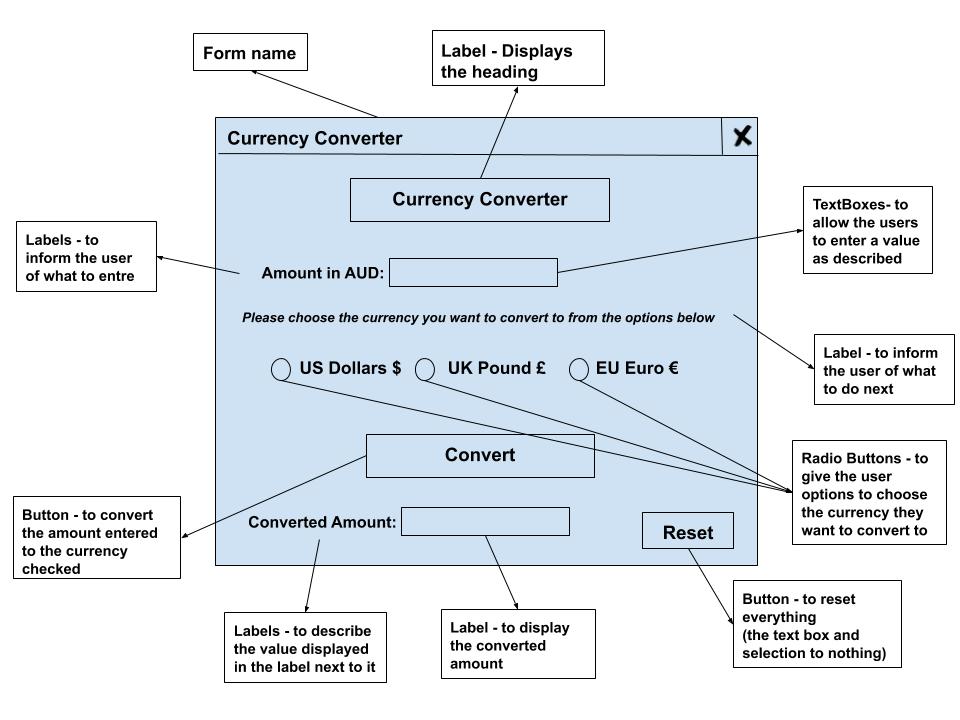 Form name
Label - Displays
the heading
Currency Converter
X
Currency Converter
TextBoxes- to
allow the users
to enter a value
as described
Labels - to
inform the user
of what to entre
Amount in AUD:
Please choose the currency you want to convert to from the options below
Label - to inform
the user of what
to do next
US Dollars $
UK Pound £
EU Euro €
Convert
Radio Buttons - to
give the user
options to choose
the currency they
want to convert to
Button - to convert
the amount entered
to the currency
checked
Converted Amount:
Reset
Button - to reset
everything
(the text box and
selection to nothing)
Labels - to describe
the value displayed
in the label next to it
Label - to display
the converted
amount